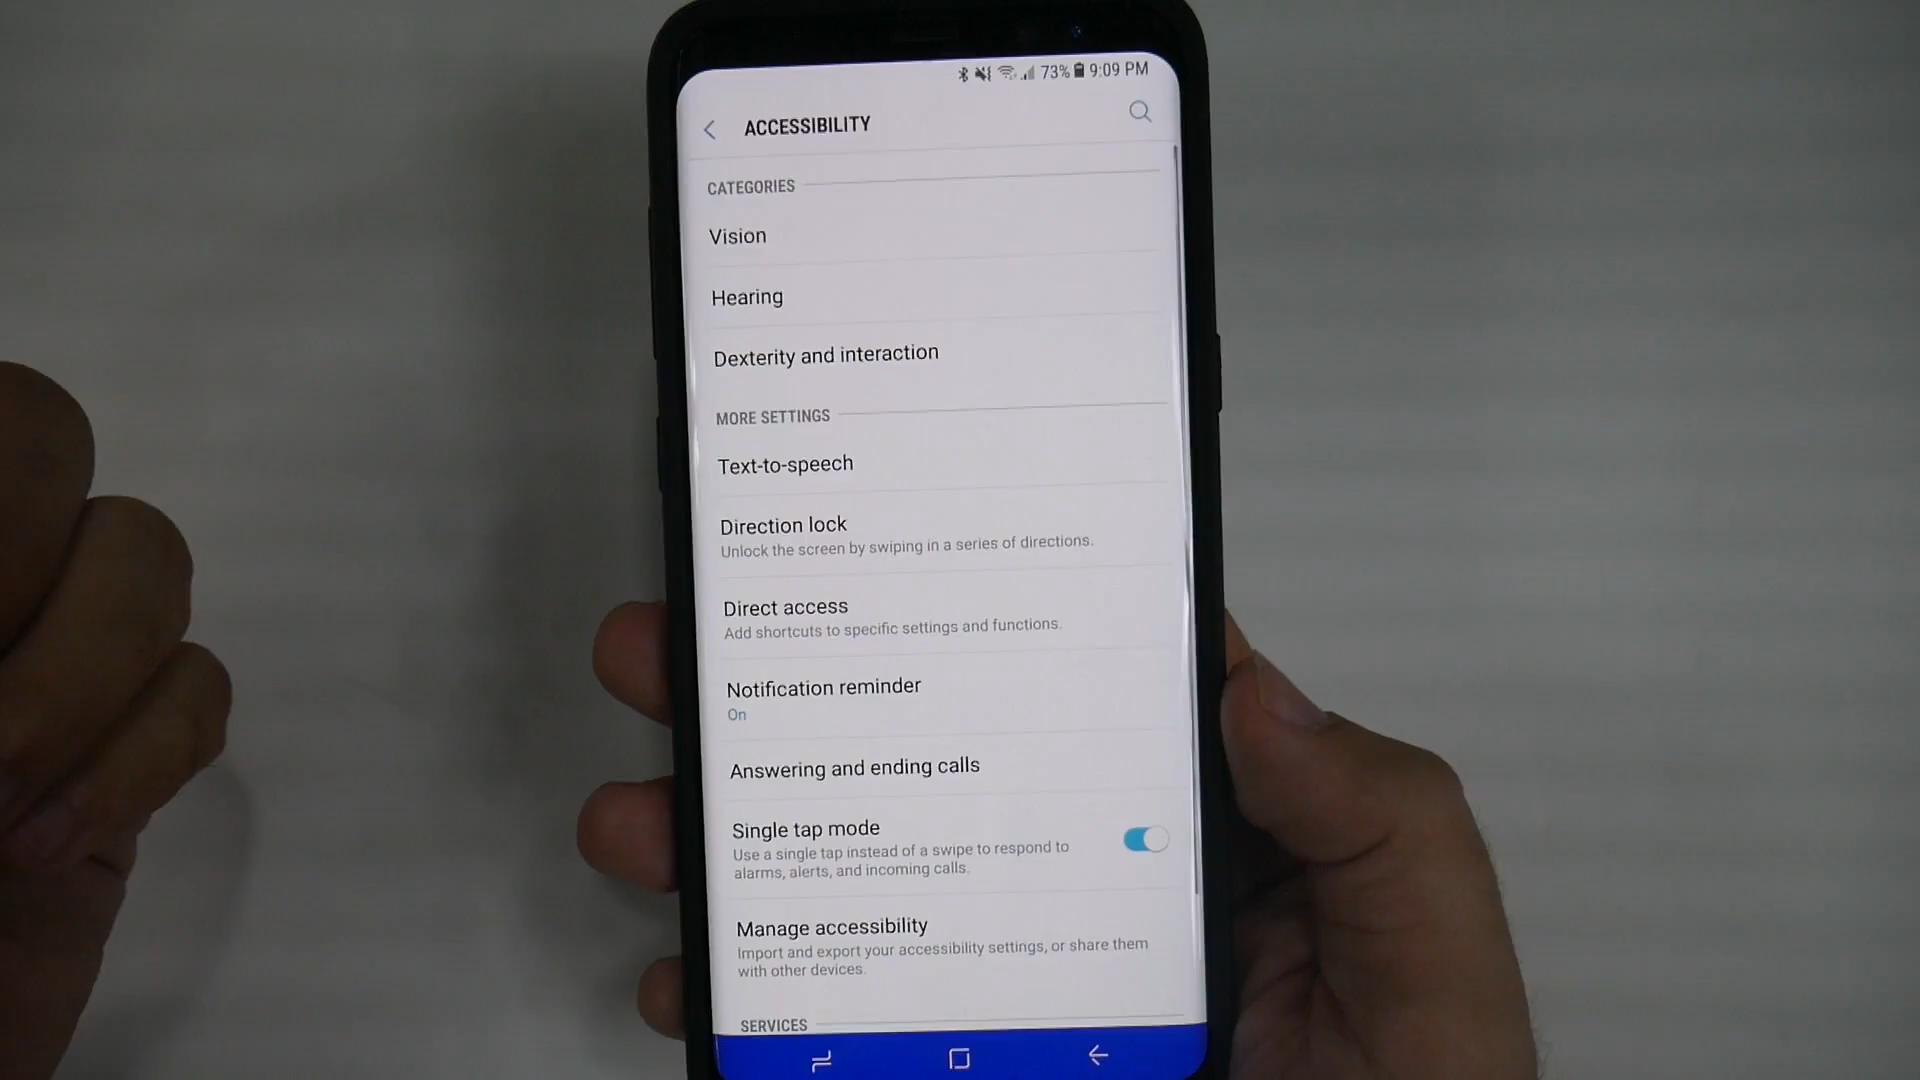 73% 9:09 PM
ACCESSIBILITY
CATEGORIES
Vision
Hearing
Dexterity and interaction
MORE SETTINGS
Text-to-speech
Direction lock
Unlock the screen by swiping in a series of directions.
Direct access
Add shortcuts to specific settings and functions.
Notification reminder
On
Answering and ending calls
Single tap mode
Use a single tap instead of a swipe to respond to
alarms, alerts, and incoming calls.
Manage accessibility
Import and export your accessibility settings, or share them
with other devices.
SERVICES